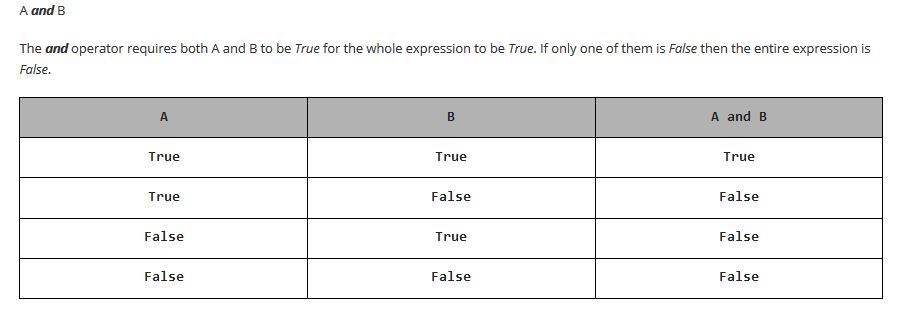 A and B
The and operator requires both A and B to be True for the whole expression to be True. If only one of them is False then the entire expression is
False.
A B A and B
True True True
True False False
False True False
False False False